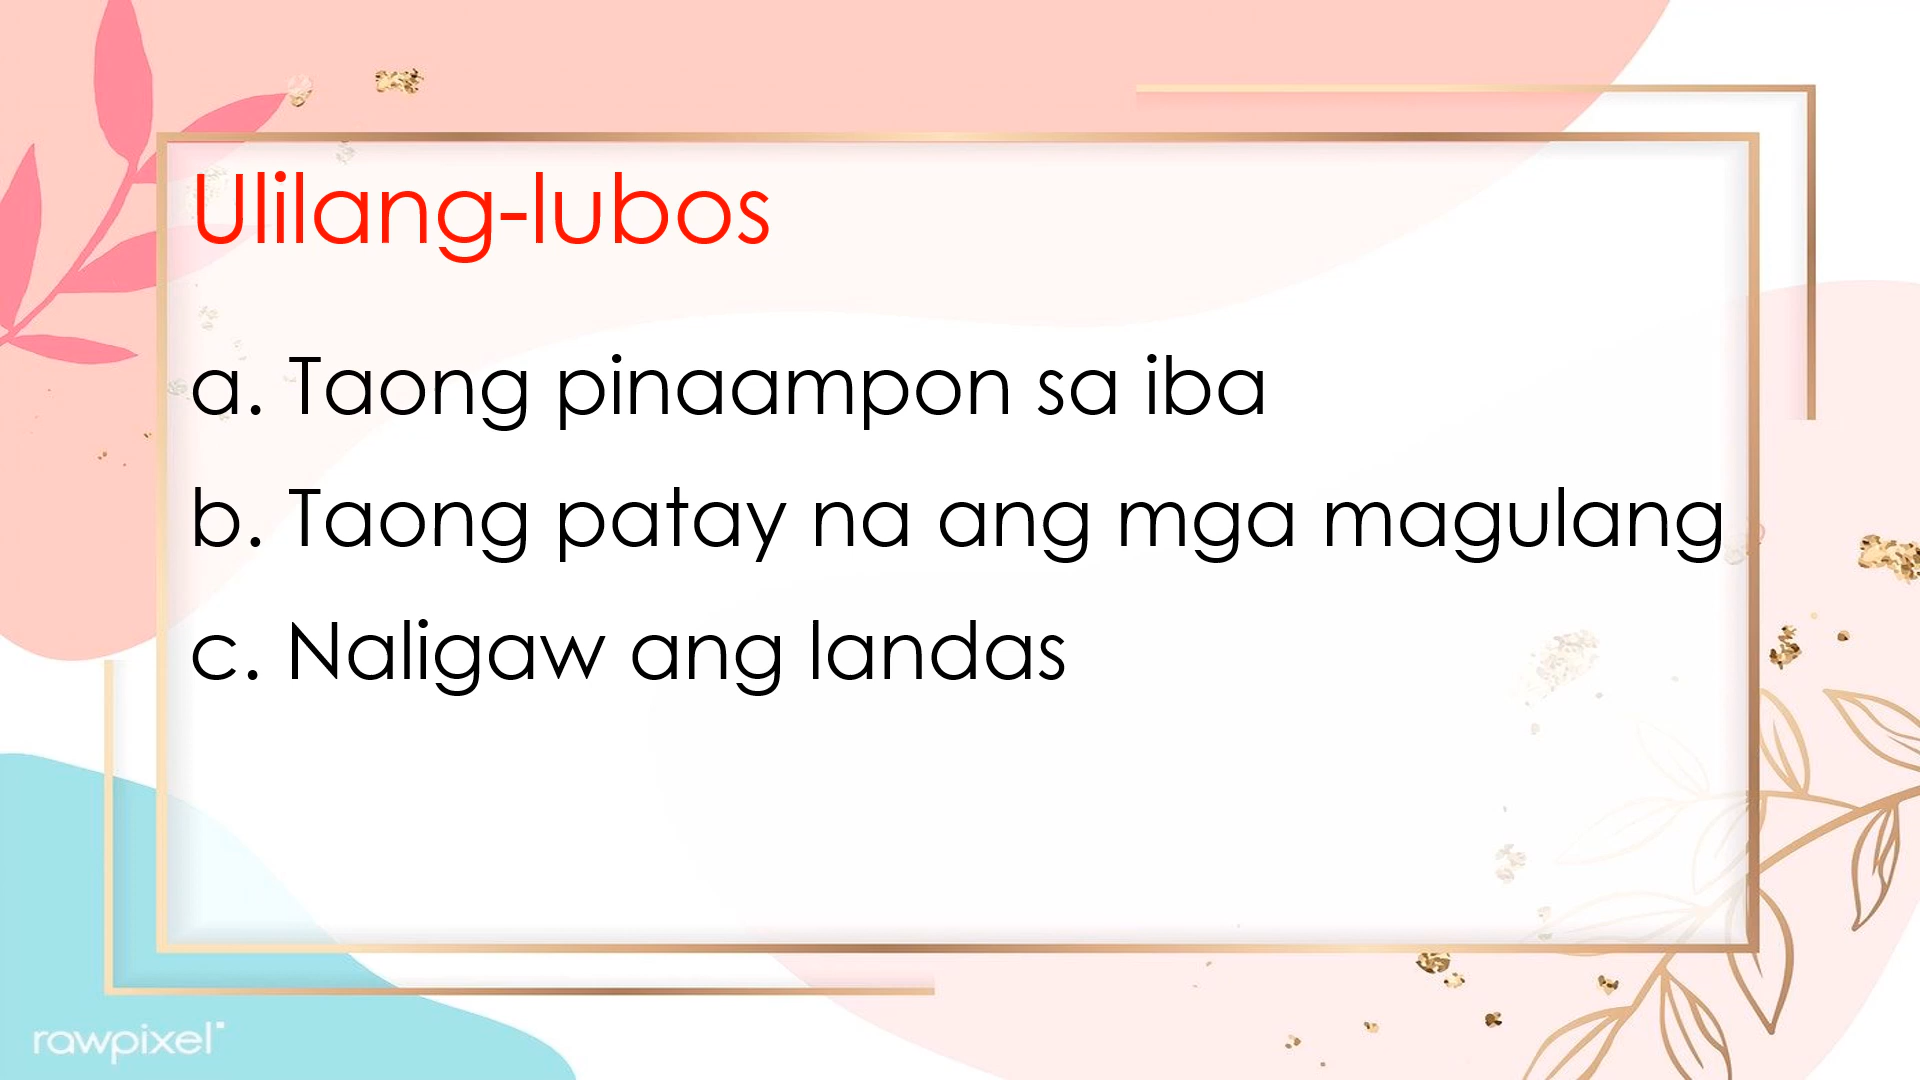 Ulilang-lubos
a. Taong pinaampon sa iba
b. Taong patay na ang mga magulang
c. Naligaw ang landas
rawpixel